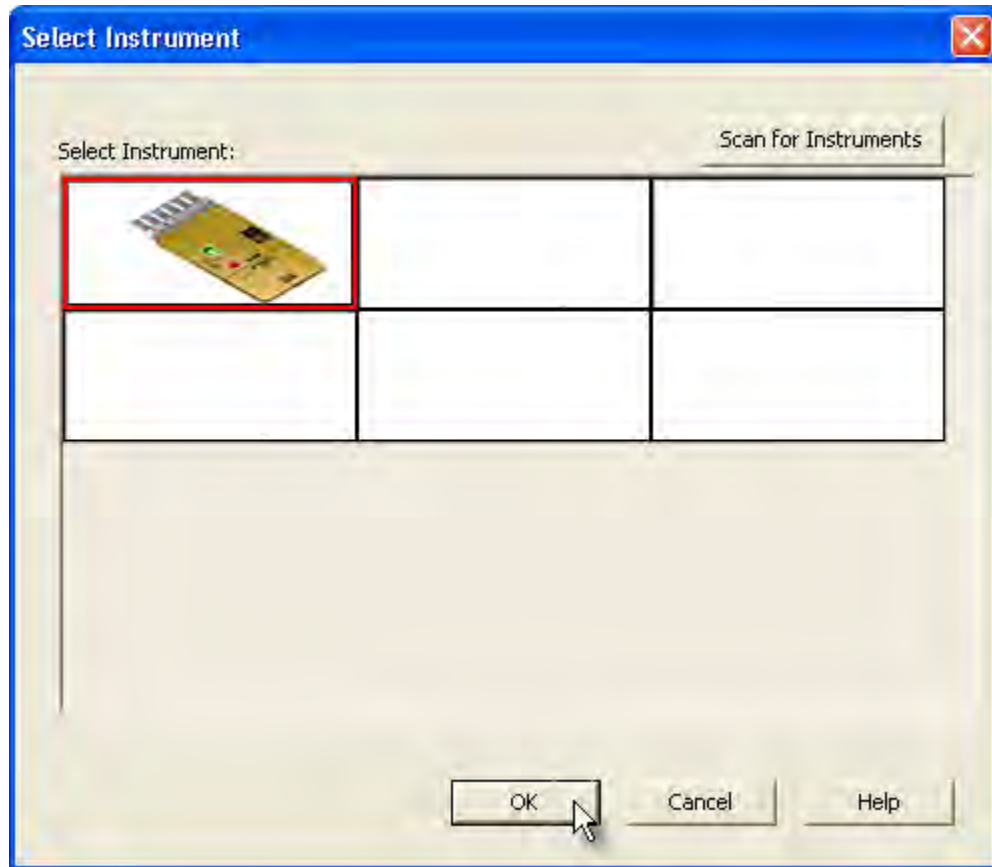 Select Instrument
Scan for Instruments
Select Instrument:
OK
Cancel
Help